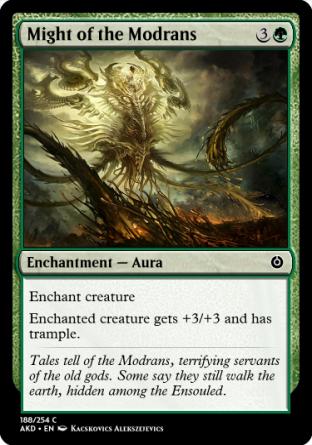 Might of the Modrans 3
Enchantment — Aura
Enchant creature
Enchanted creature gets +3/+3 and has
trample.
Tales tell of the Modrans, terrifying servants
of the old gods. Some say they still walk the
earth, hidden among the Ensouled.
188/254 C
AKD • EN Kacskovics Alekszejevics